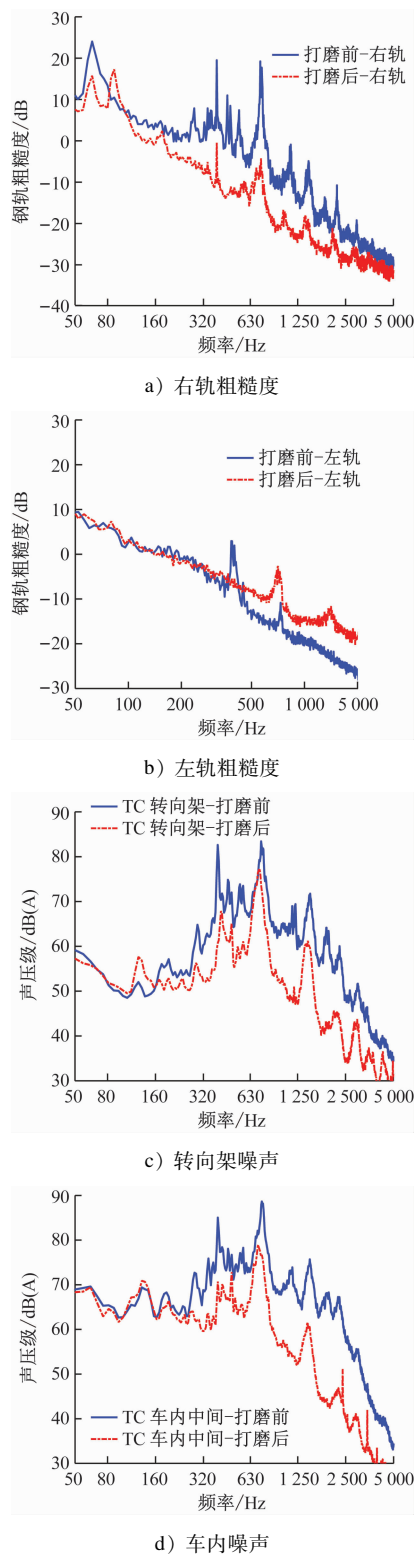 30
20
10
0
−10
−20
−30
−40
钢轨粗糙度/dB
打磨前-右轨
打磨后-右轨
50 80 160 320 630 1 250 2 500 5 000
频率/Hz
a) 右轨粗糙度
30
20
10
0
−10
−20
−30
钢轨粗糙度/dB
打磨前-左轨
打磨后-左轨
50 100 200 500 1 000 5 000
频率/Hz
b) 左轨粗糙度
90
80
70
60
50
40
30
声压级/dB(A)
TC 转向架-打磨前
TC 转向架-打磨后
50 80 160 320 630 1 250 2 500 5 000
频率/Hz
c) 转向架噪声
90
80
70
60
50
40
30
声压级/dB(A)
TC 车内中间-打磨前
TC 车内中间-打磨后
50 80 160 320 630 1 250 2 500 5 000
频率/Hz
d) 车内噪声